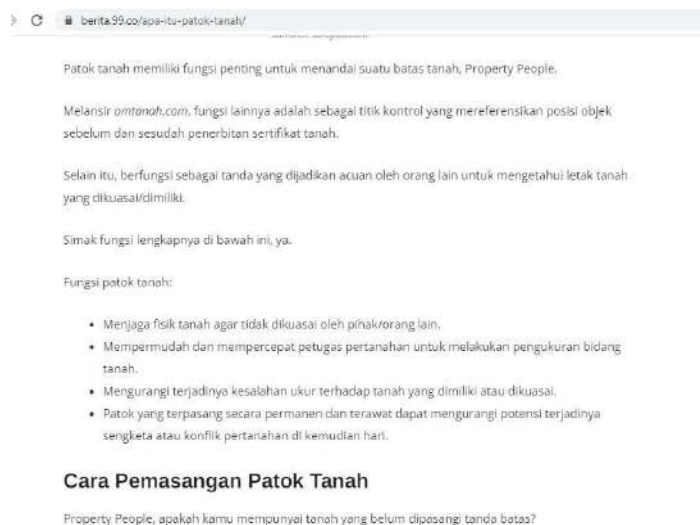 berita.99.co/apa-itu-patok-tanah/
Patok tanah memiliki fungsi penting untuk menandai suatu batas tanah, Property People.
Melansir omtanah.com, fungsi lainnya adalah sebagai titik kontrol yang mereferensikan posisi objek
sebelum dan sesudah penerbitan sertifikat tanah.
Selain itu, berfungsi sebagai tanda yang dijadikan acuan oleh orang lain untuk mengetahui letak tanah
yang dikuasai/dimiliki.
Simak fungsi lengkapnya di bawah ini, ya.
Fungsi patok tanah:
• Menjaga fisik tanah agar tidak dikuasai oleh pihak/orang lain.
• Mempermudah dan mempercepat petugas pertanahan untuk melakukan pengukuran bidang
tanah.
• Mengurangi terjadinya kesalahan ukur terhadap tanah yang dimiliki atau dikuasai.
• Patok yang terpasang secara permanen dan terawat dapat mengurangi potensi terjadinya
sengketa atau konflik pertanahan di kemudian hari.
Cara Pemasangan Patok Tanah
Property People, apakah kamu mempunyai tanah yang belum dipasangi tanda batas?